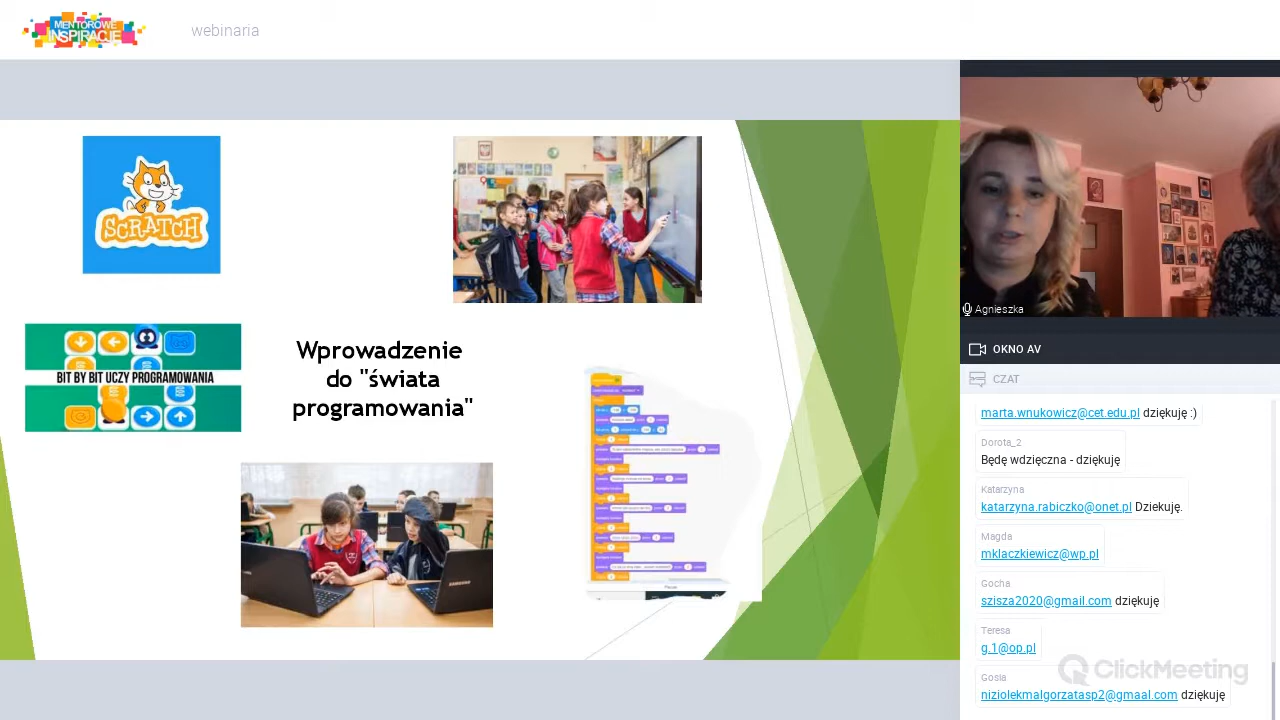 MENTOROWE
INSPIRACJE
webinaria
SCRATCH
BIT BY BIT UCZY PROGRAMOWANIA
Wprowadzenie
do "świata
programowania"
SAMSUNG
Agnieszka
OKNO AV
CZAT
marta.wnukowicz@cet.edu.pl dziękuję :)
Dorota_2
Będę wdzięczna - dziękuję
Katarzyna
katarzyna.rabiczko@onet.pl Dziekuję.
Magda
mklaczkiewicz@wp.pl
Gocha
szisza2020@gmail.com dziękuję
Teresa
g.1@op.pl
ClickMeeting
Gosia
niziolekmalgorzatasp2@gmaal.com dziękuję